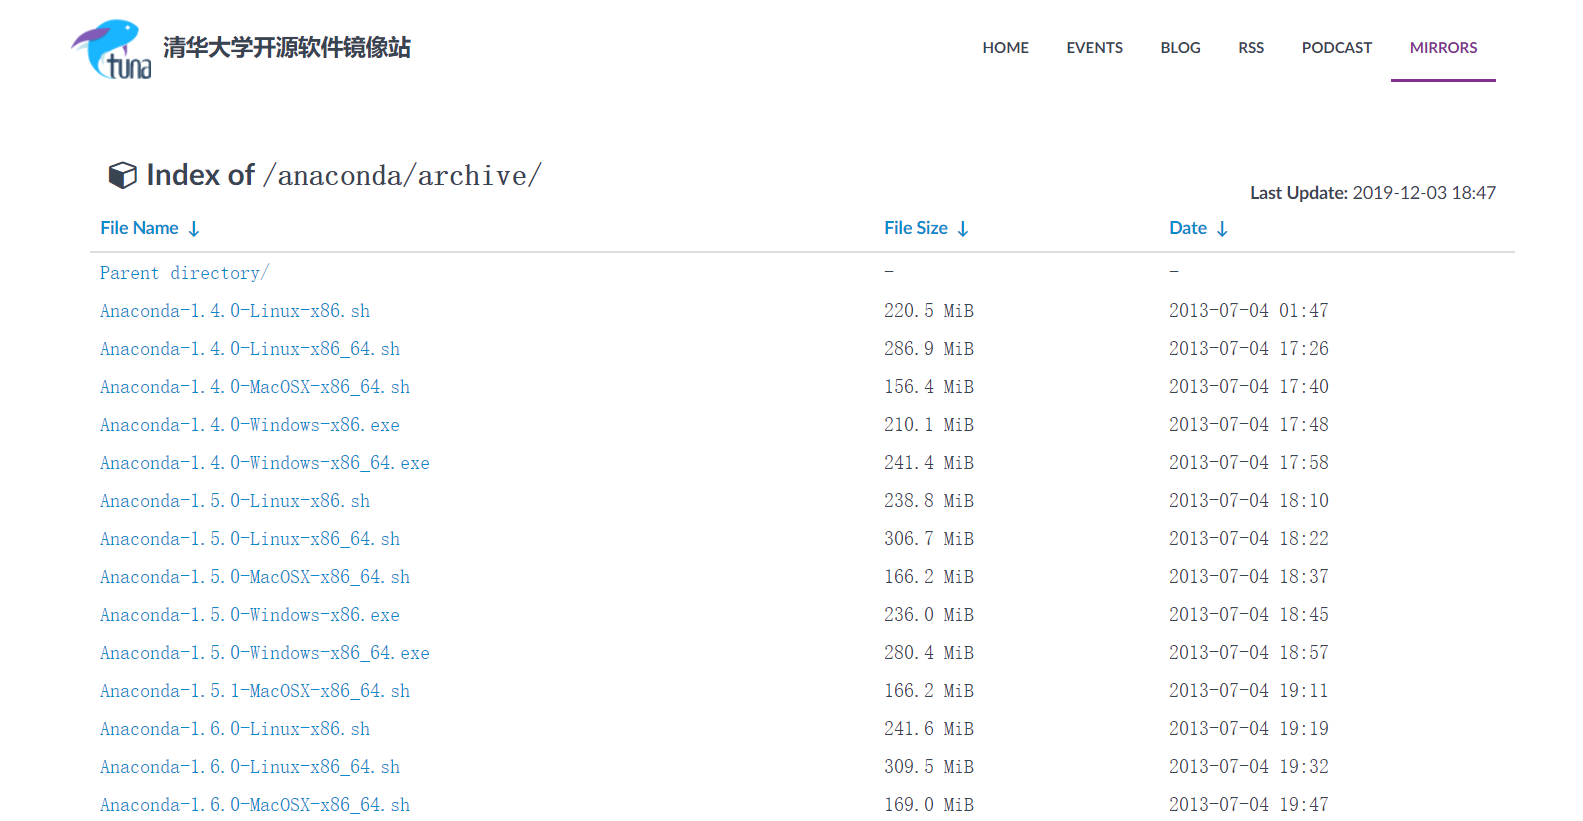 tuna 清华大学开源软件镜像站 HOME EVENTS BLOG RSS PODCAST MIRRORS
Index of /anaconda/archive/
Last Update: 2019-12-03 18:47
File Name ↓ File Size ↓ Date ↓
Parent directory/ - -
Anaconda-1.4.0-Linux-x86.sh 220.5 MiB 2013-07-04 01:47
Anaconda-1.4.0-Linux-x86_64.sh 286.9 MiB 2013-07-04 17:26
Anaconda-1.4.0-MacOSX-x86_64.sh 156.4 MiB 2013-07-04 17:40
Anaconda-1.4.0-Windows-x86.exe 210.1 MiB 2013-07-04 17:48
Anaconda-1.4.0-Windows-x86_64.exe 241.4 MiB 2013-07-04 17:58
Anaconda-1.5.0-Linux-x86.sh 238.8 MiB 2013-07-04 18:10
Anaconda-1.5.0-Linux-x86_64.sh 306.7 MiB 2013-07-04 18:22
Anaconda-1.5.0-MacOSX-x86_64.sh 166.2 MiB 2013-07-04 18:37
Anaconda-1.5.0-Windows-x86.exe 236.0 MiB 2013-07-04 18:45
Anaconda-1.5.0-Windows-x86_64.exe 280.4 MiB 2013-07-04 18:57
Anaconda-1.5.1-MacOSX-x86_64.sh 166.2 MiB 2013-07-04 19:11
Anaconda-1.6.0-Linux-x86.sh 241.6 MiB 2013-07-04 19:19
Anaconda-1.6.0-Linux-x86_64.sh 309.5 MiB 2013-07-04 19:32
Anaconda-1.6.0-MacOSX-x86_64.sh 169.0 MiB 2013-07-04 19:47